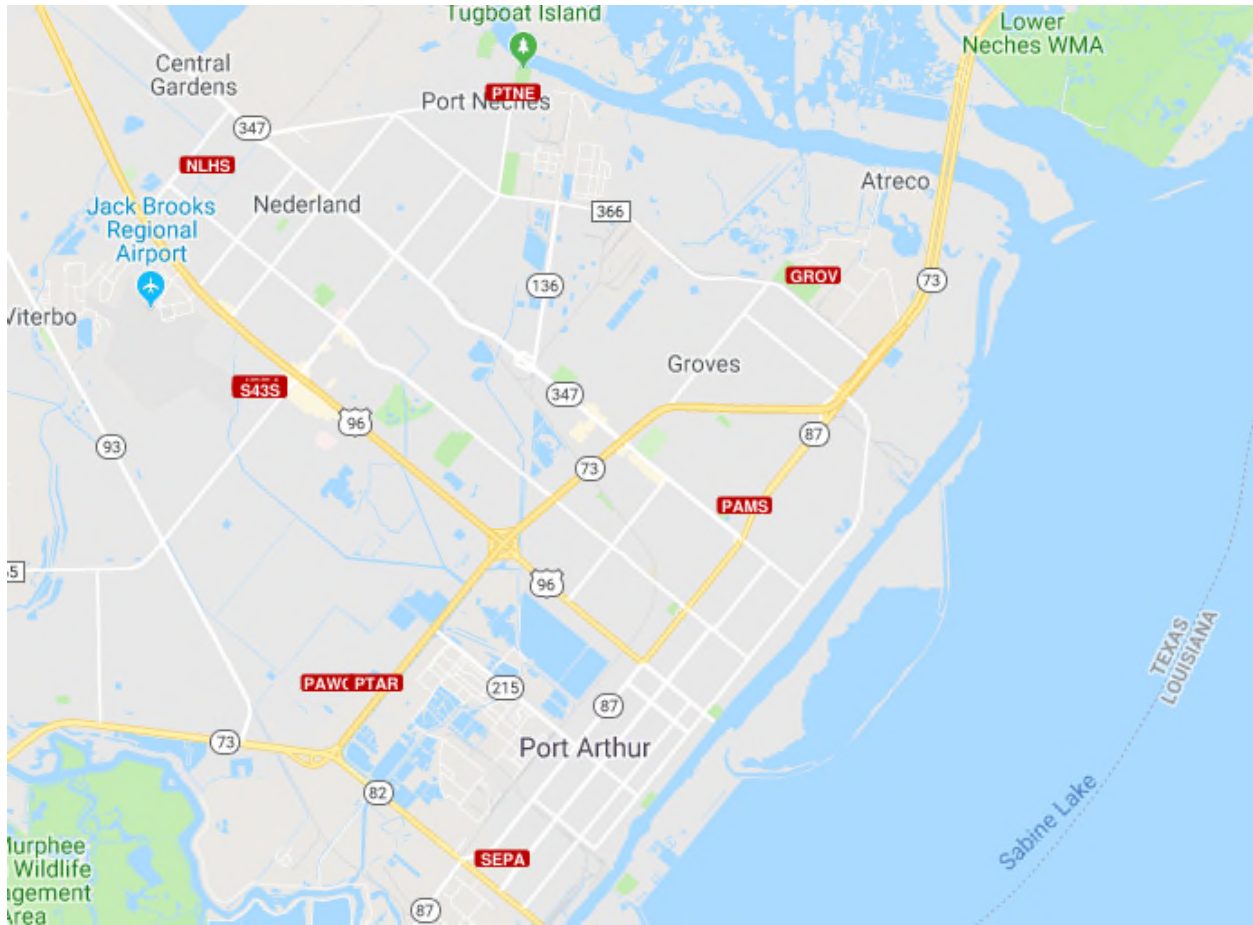 Tugboat Island
Lower
Neches WMA
Central
Gardens
PTNE
Port Neches
347
NLHS
Atreco
Jack Brooks
Regional
Airport
Nederland
366
GROV
73
136
Viterbo
Groves
S43S
347
96
87
93
73
PAMS
96
TEXAS
LOUISIANA
PAWC
PTAR
215
87
73
Port Arthur
82
Sabine Lake
Murphee
Wildlife
agement
Area
SEPA
87